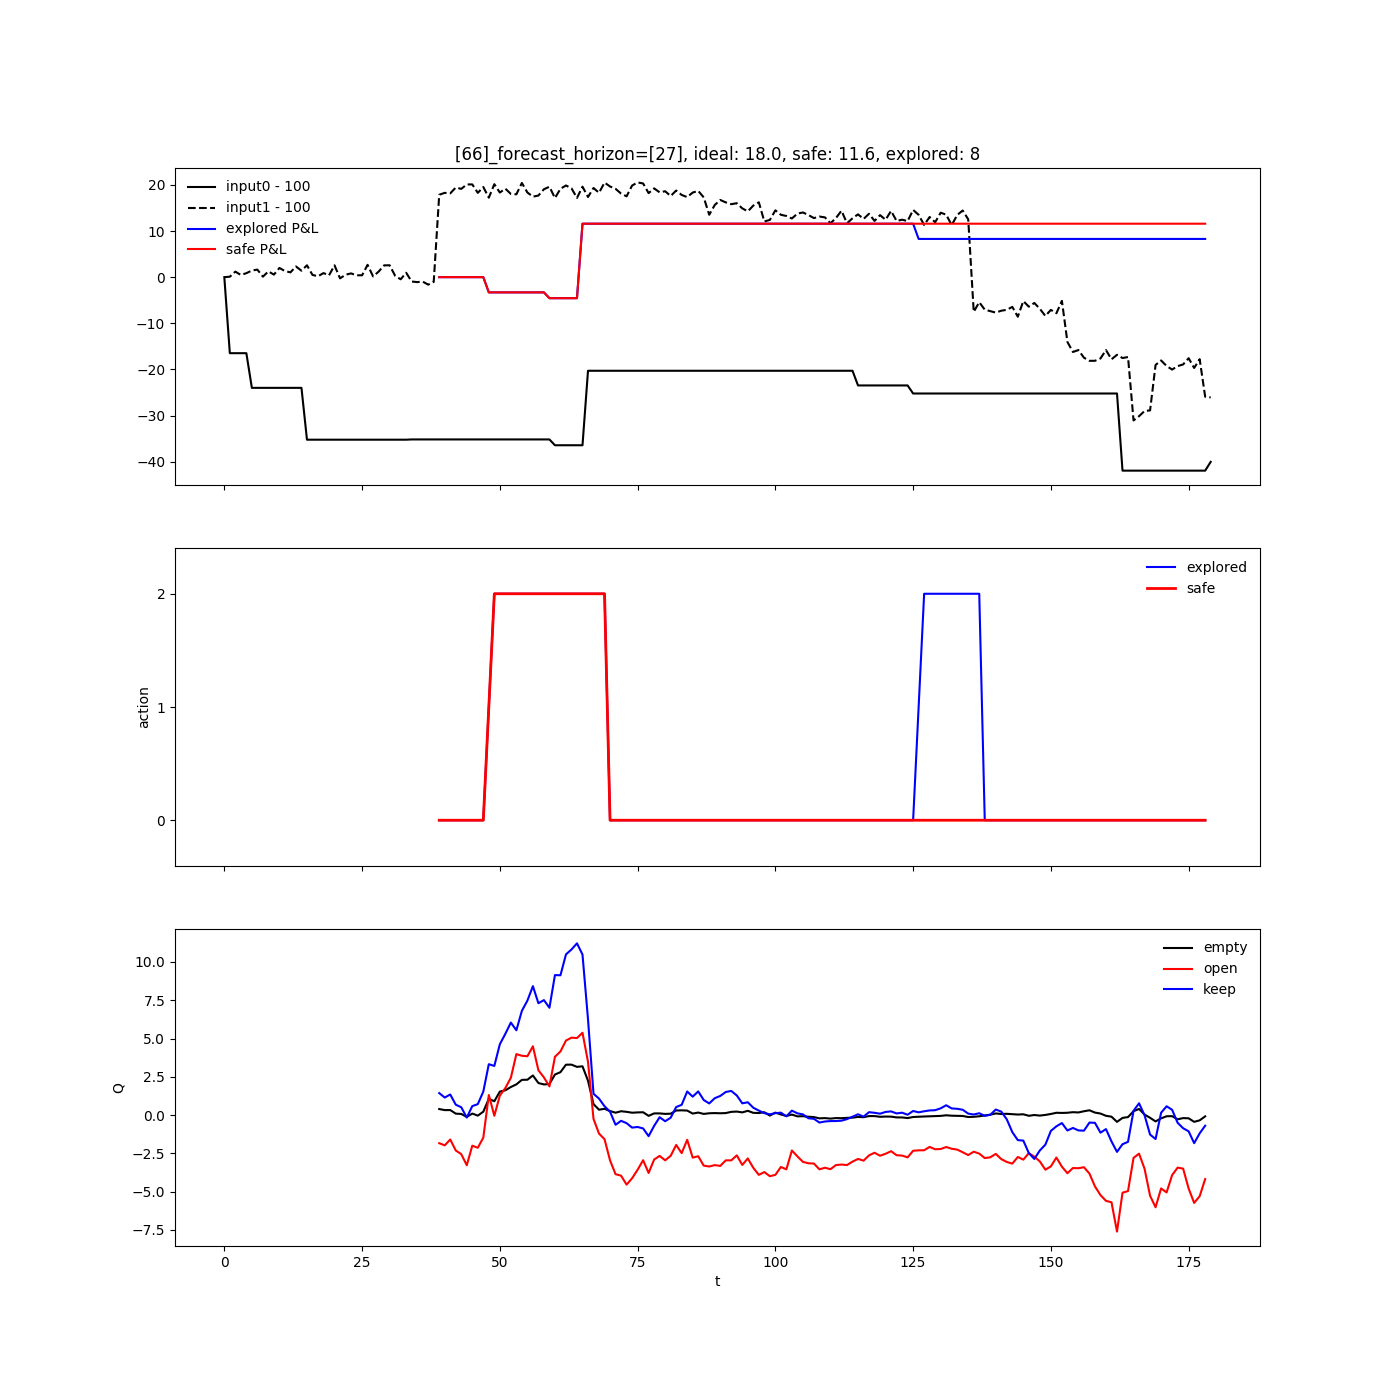 [66]_forecast_horizon=[27], ideal: 18.0, safe: 11.6, explored: 8
input0 - 100
input1 - 100
explored P&L
safe P&L
20
10
0
−10
−20
−30
−40
explored
safe
2
1
0
action
empty
open
keep
10.0
7.5
5.0
2.5
0.0
−2.5
−5.0
−7.5
Q
0 25 50 75 100 125 150 175
t